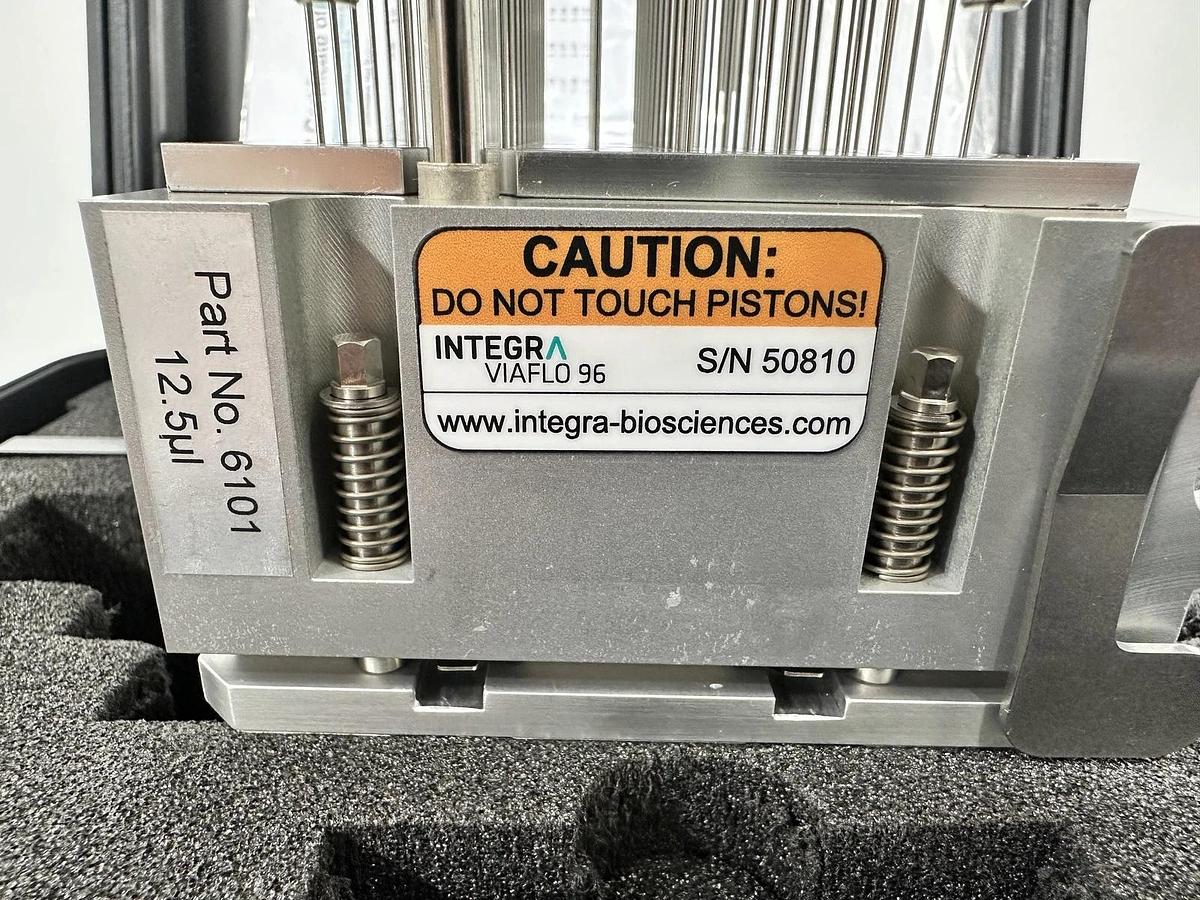 Part No. 6101
12.5µl
CAUTION:
DO NOT TOUCH PISTONS!
INTEGRA
VIAFLO 96
S/N 50810
www.integra-biosciences.com